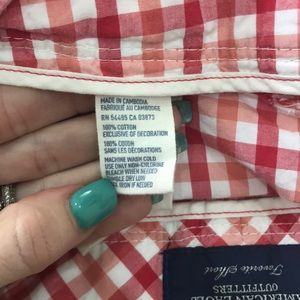 MADE IN CAMBODIA
FABRIQUÉ AU CAMBODGE
RN 54485 CA 03873
100% COTTON
EXCLUSIVE OF DECORATION
100% COTON
SANS LES DÉCORATIONS
MACHINE WASH COLD
USE ONLY NON-CHLORINE
BLEACH WHEN NEEDED
TUMBLE DRY LOW
IRON IF NEEDED
Favorite Short
AMERICAN EAGLE
OUTFITTERS